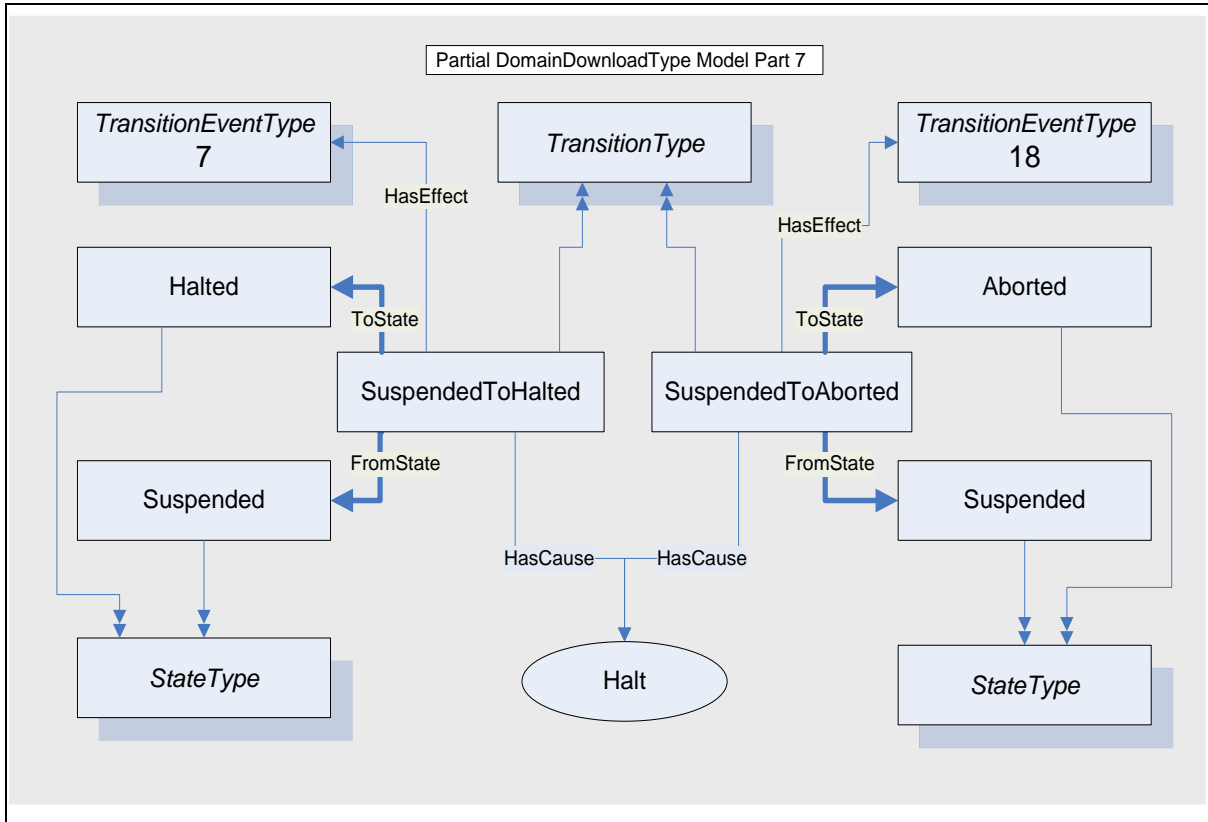 Partial DomainDownloadType Model Part 7
TransitionEventType
7
TransitionType
TransitionEventType
18
HasEffect
HasEffect
Halted
Aborted
ToState
ToState
SuspendedToHalted
SuspendedToAborted
FromState
FromState
Suspended
Suspended
HasCause
HasCause
StateType
Halt
StateType